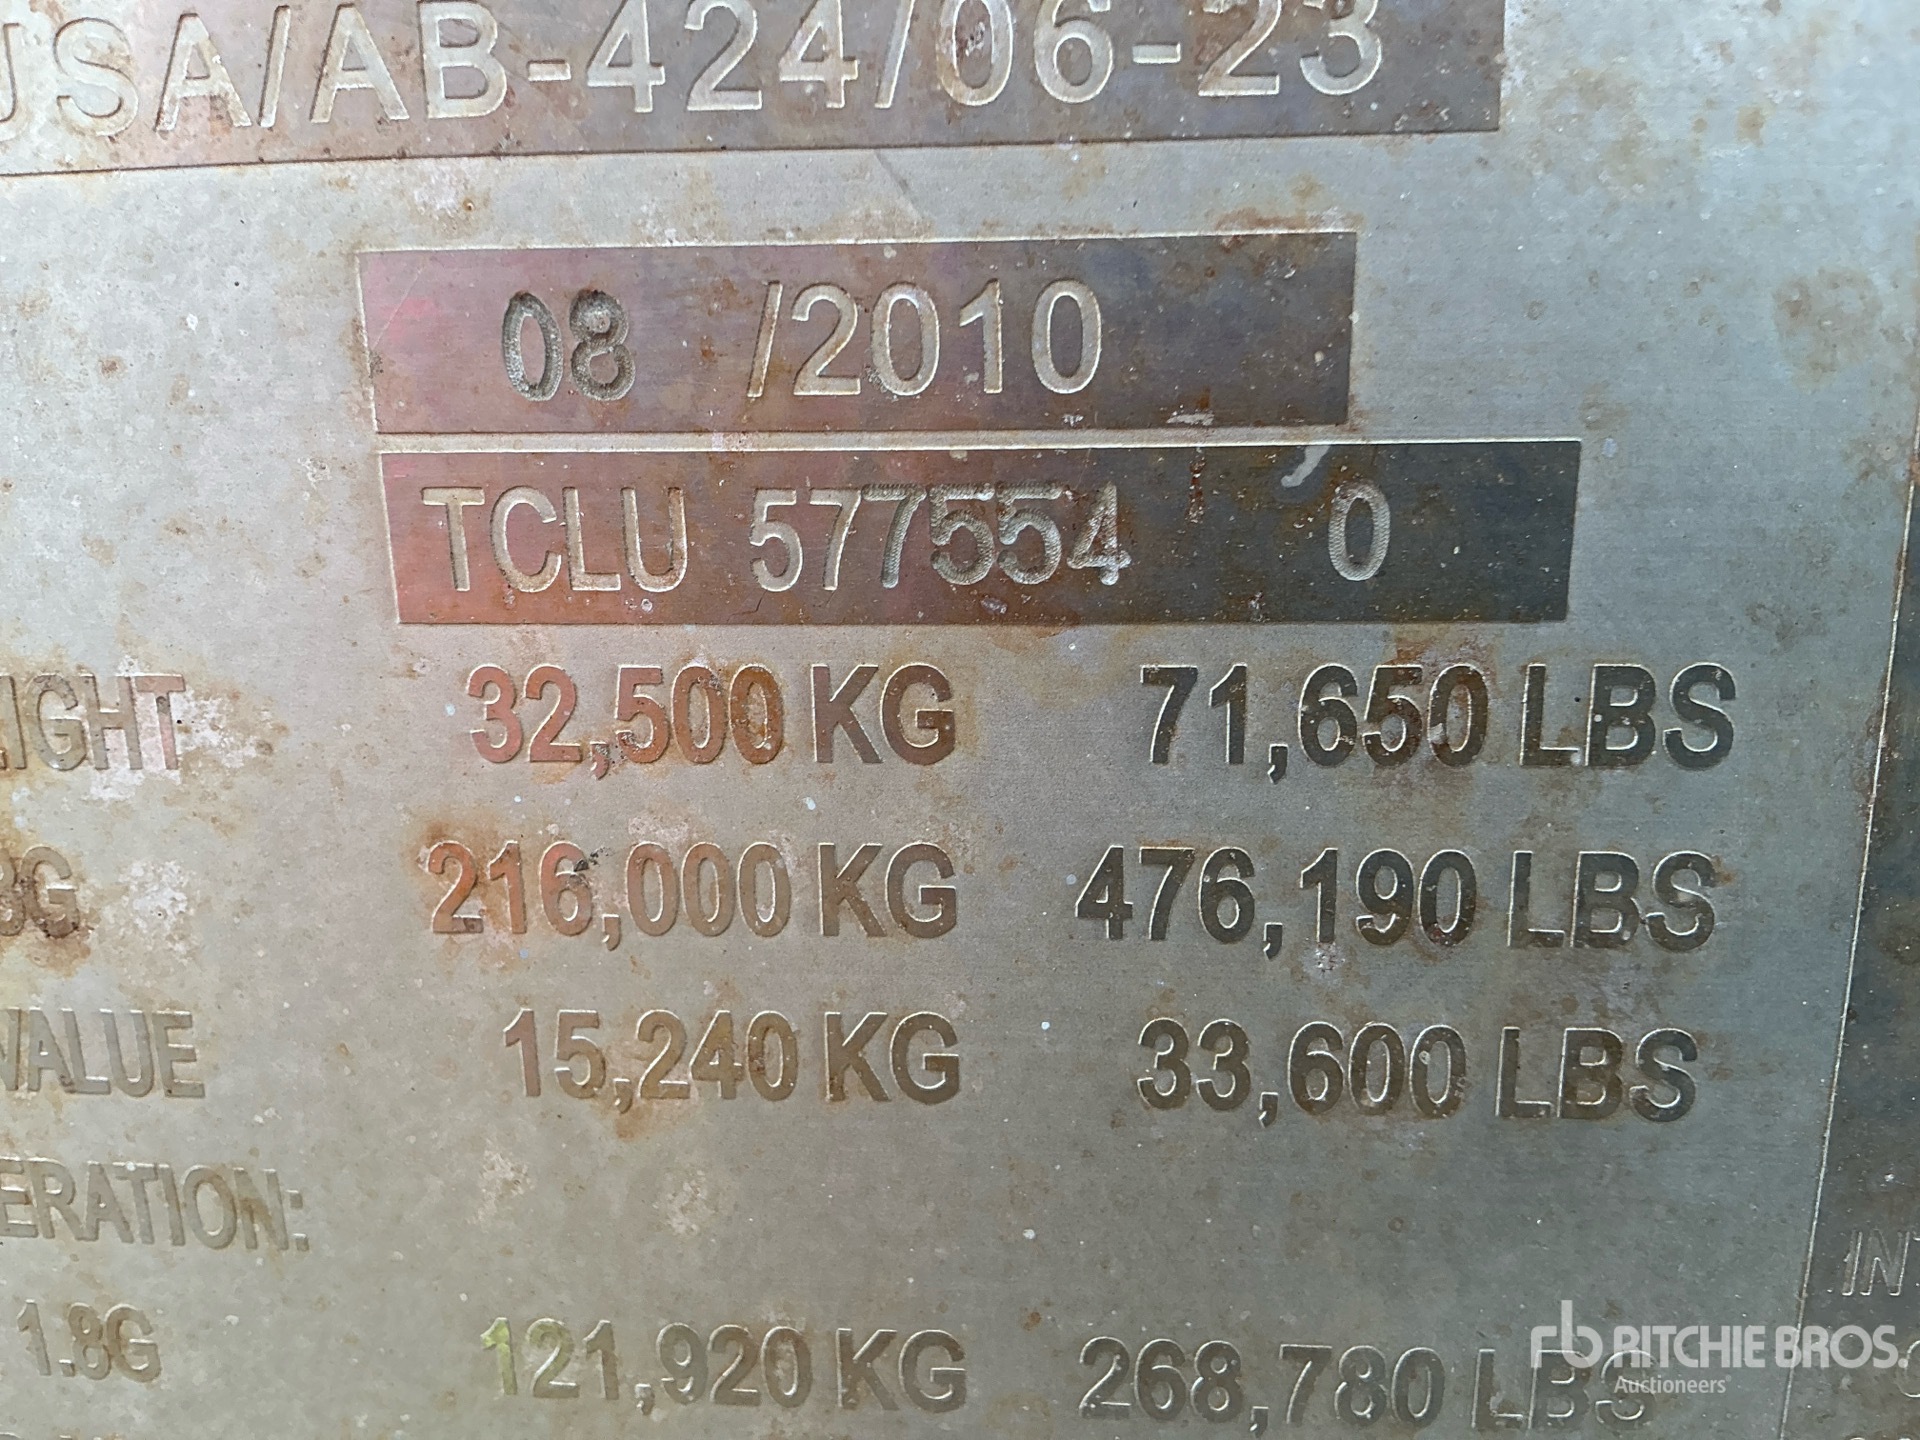 USA/AB-424/06-23
08 /2010
TCLU 577554 0
32,500 KG 71,650 LBS
216,000 KG 476,190 LBS
VALUE 15,240 KG 33,600 LBS
ERATION:
1.8G 121,920 KG 268,780 LBS
RITCHIE BROS.
Auctioneers